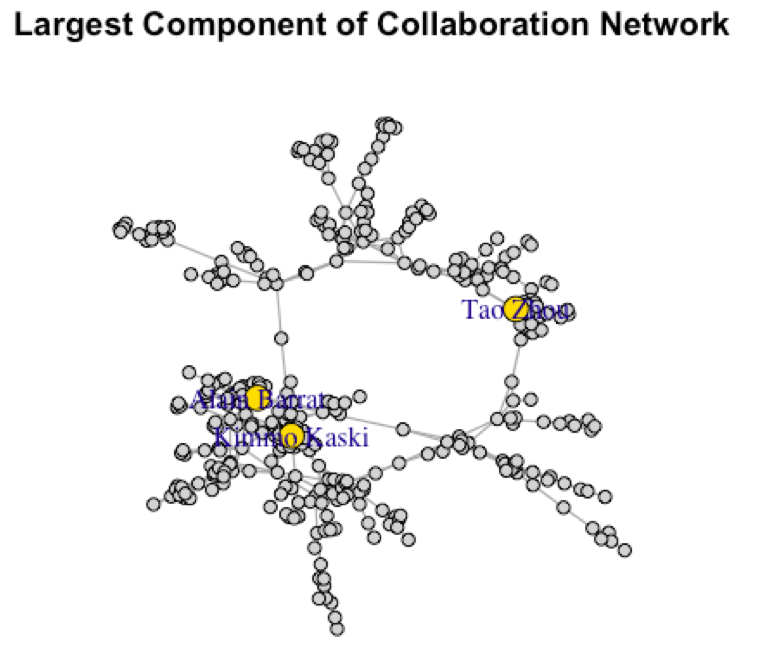 Largest Component of Collaboration Network
Tao Zhou
Alain Barrat
Kimmo Kaski